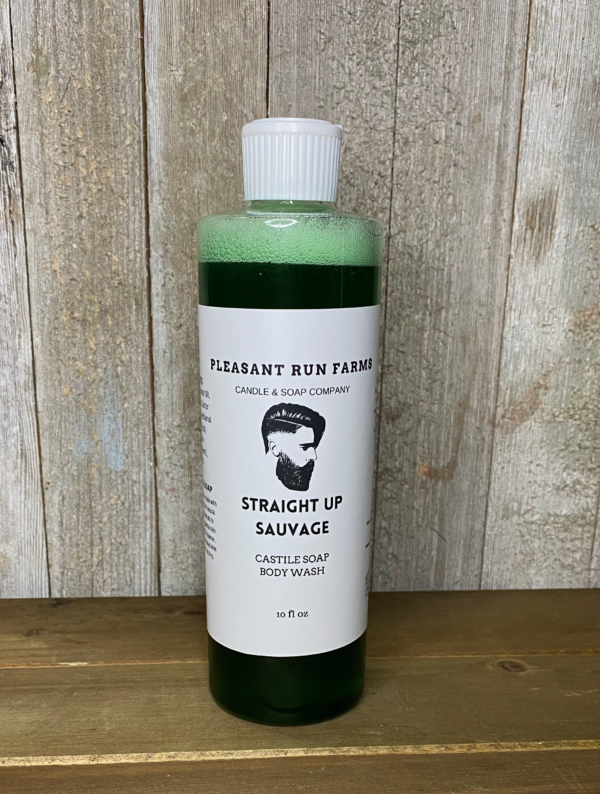 PLEASANT RUN FARMS
CANDLE & SOAP COMPANY
STRAIGHT UP
SAUVAGE
CASTILE SOAP
BODY WASH
10 fl oz